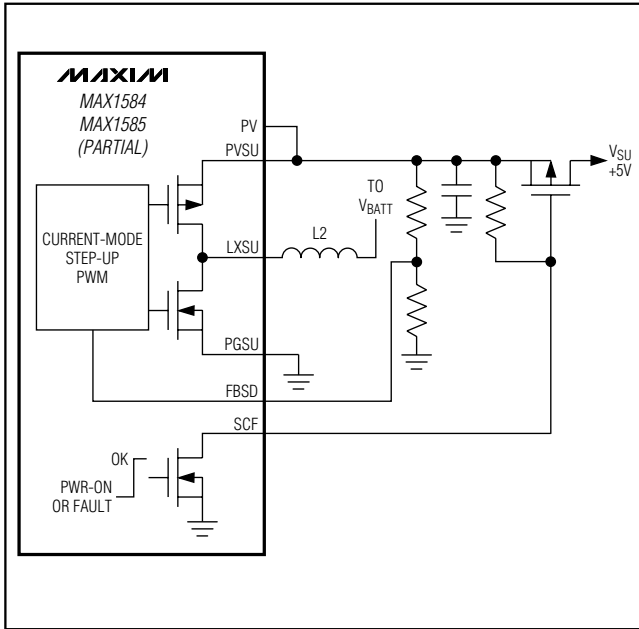 MAXIM
MAX1584
MAX1585
(PARTIAL)
PV
PVSU
VSU
+5V
TO
VBATT
CURRENT-MODE
STEP-UP
PWM
LXSU
L2
PGSU
FBSD
SCF
OK
PWR-ON
OR FAULT